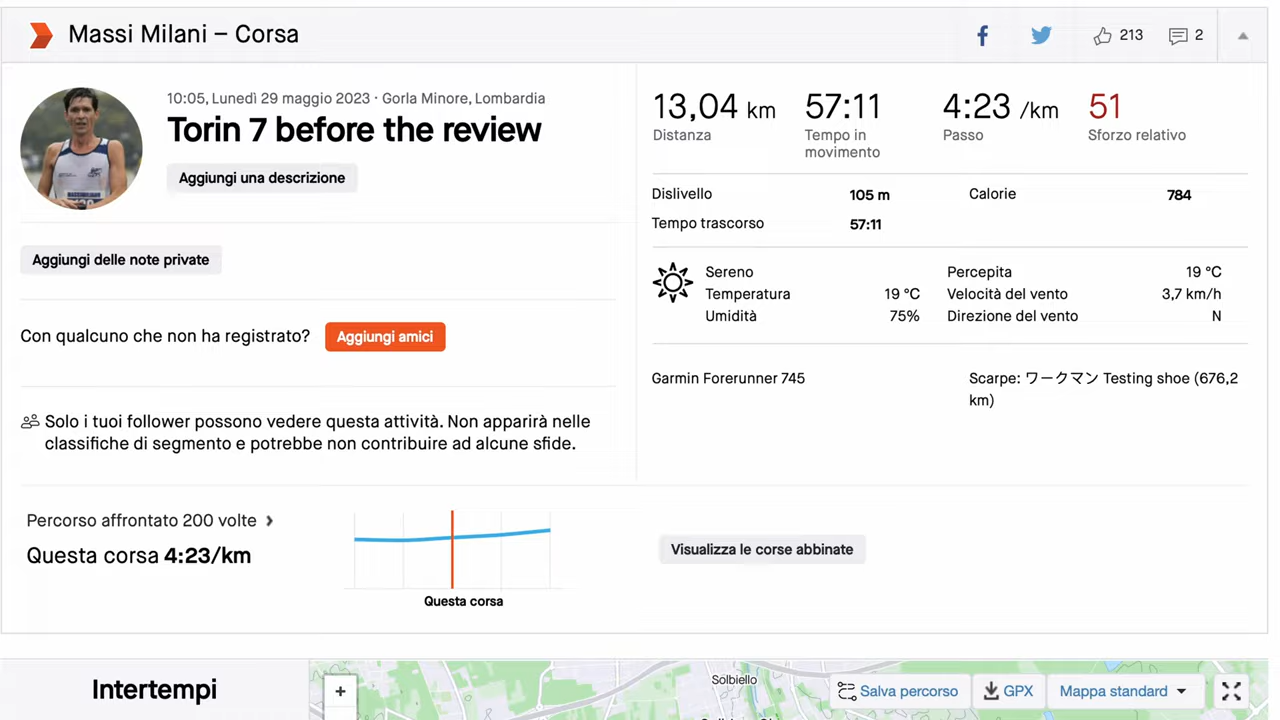 Massi Milani – Corsa
213
2
10:05, Lunedì 29 maggio 2023 · Gorla Minore, Lombardia
Torin 7 before the review
Aggiungi una descrizione
Aggiungi delle note private
Con qualcuno che non ha registrato?
Aggiungi amici
Solo i tuoi follower possono vedere questa attività. Non apparirà nelle
classifiche di segmento e potrebbe non contribuire ad alcune sfide.
13,04 km
Distanza
57:11
Tempo in
movimento
4:23 /km
Passo
51
Sforzo relativo
Dislivello 105 m
Calorie 784
Tempo trascorso 57:11
Sereno
Temperatura 19 °C
Umidità 75%
Percepita 19 °C
Velocità del vento 3,7 km/h
Direzione del vento N
Garmin Forerunner 745
Scarpe: ワークマン Testing shoe (676,2
km)
Percorso affrontato 200 volte
Questa corsa 4:23/km
Questa corsa
Visualizza le corse abbinate
Intertempi
+
Solbiello
Salva percorso
GPX
Mappa standard